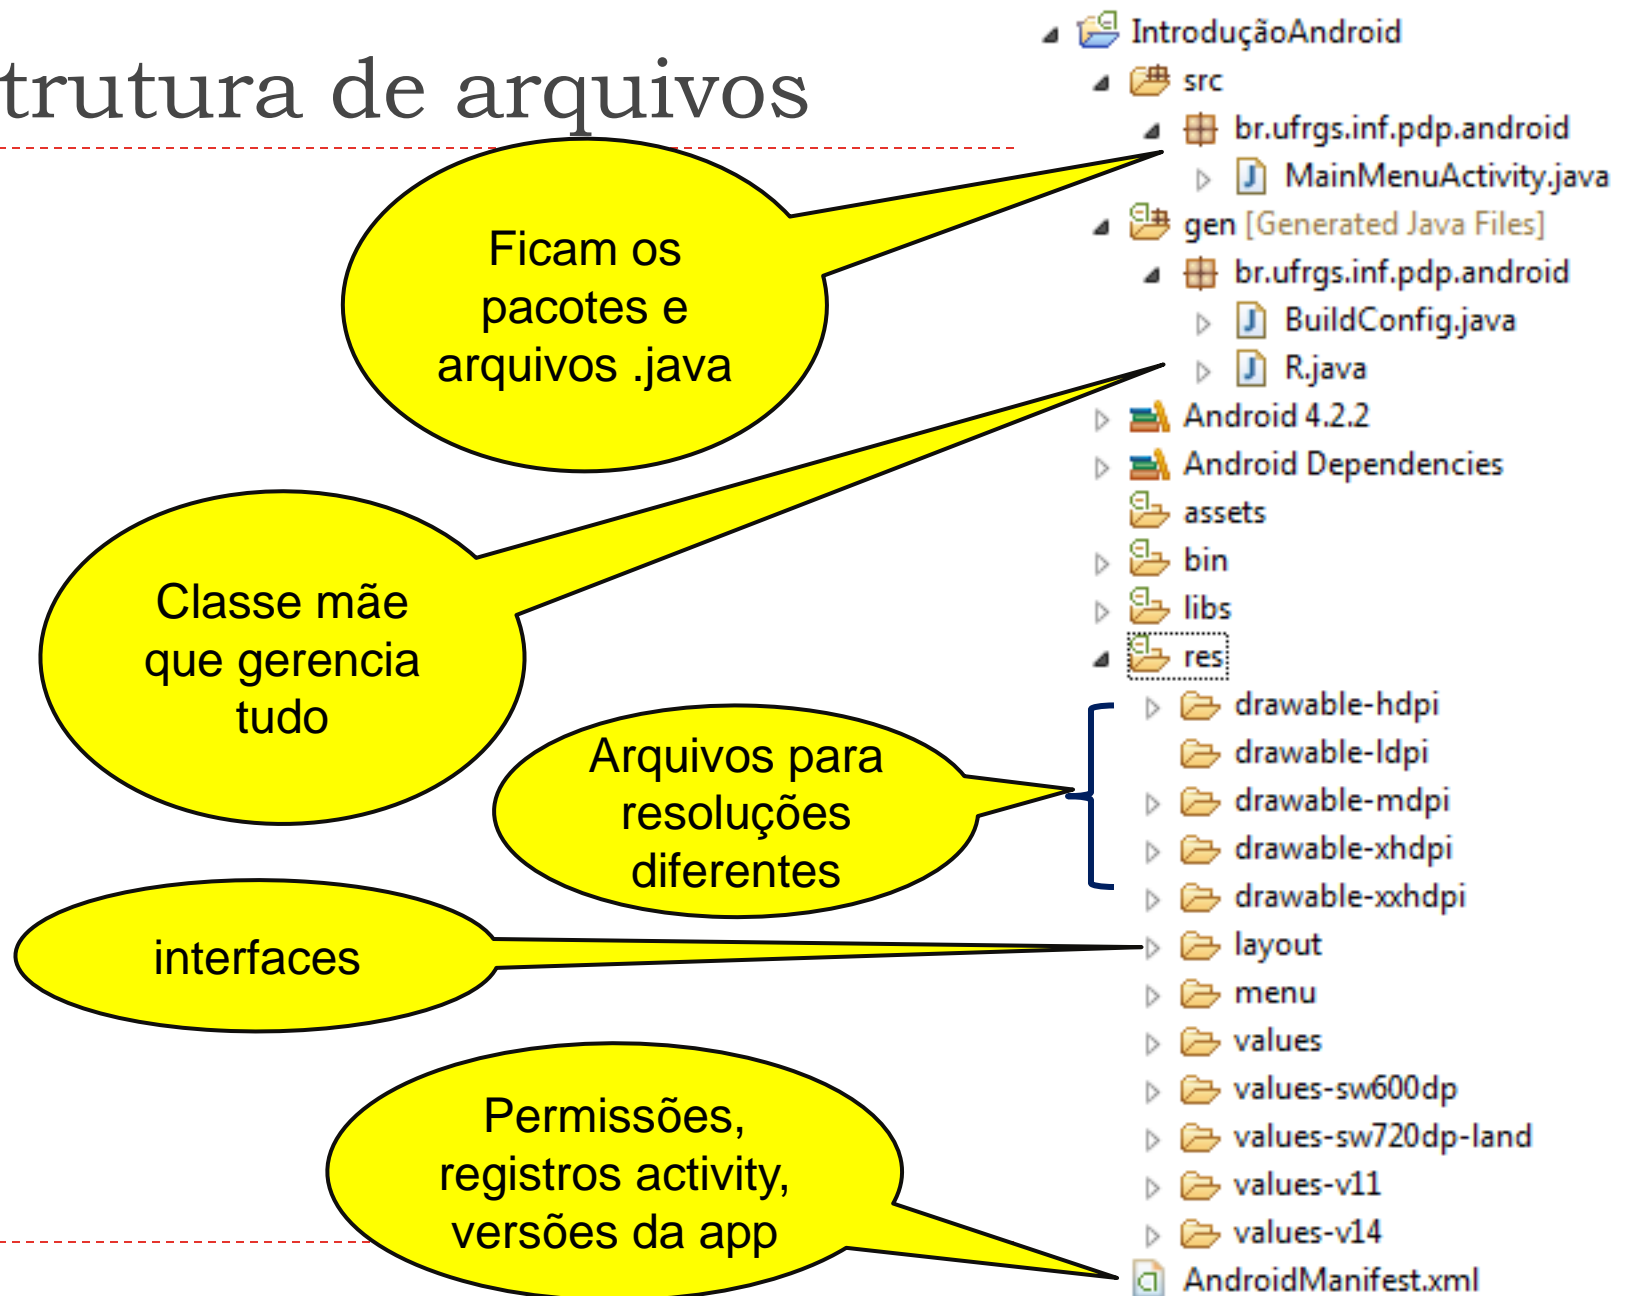 trutura de arquivos
Ficam os
pacotes e
arquivos .java
Classe mãe
que gerencia
tudo
Arquivos para
resoluções
diferentes
interfaces
Permissões,
registros activity,
versões da app
IntroduçãoAndroid
src
br.ufrgs.inf.pdp.android
MainMenuActivity.java
gen [Generated Java Files]
br.ufrgs.inf.pdp.android
BuildConfig.java
R.java
Android 4.2.2
Android Dependencies
assets
bin
libs
res
drawable-hdpi
drawable-ldpi
drawable-mdpi
drawable-xhdpi
drawable-xxhdpi
layout
menu
values
values-sw600dp
values-sw720dp-land
values-v11
values-v14
AndroidManifest.xml